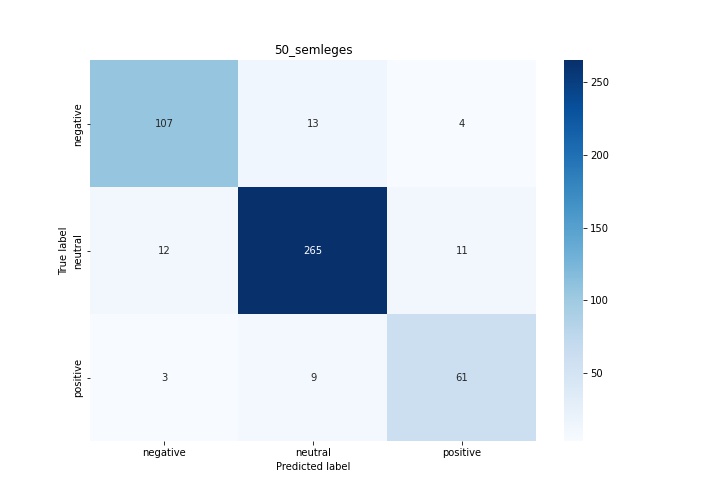 50_semleges
250
negative 107 13 4
200
True label
neutral 12 265 11
150
100
positive 3 9 61
50
negative neutral positive
Predicted label